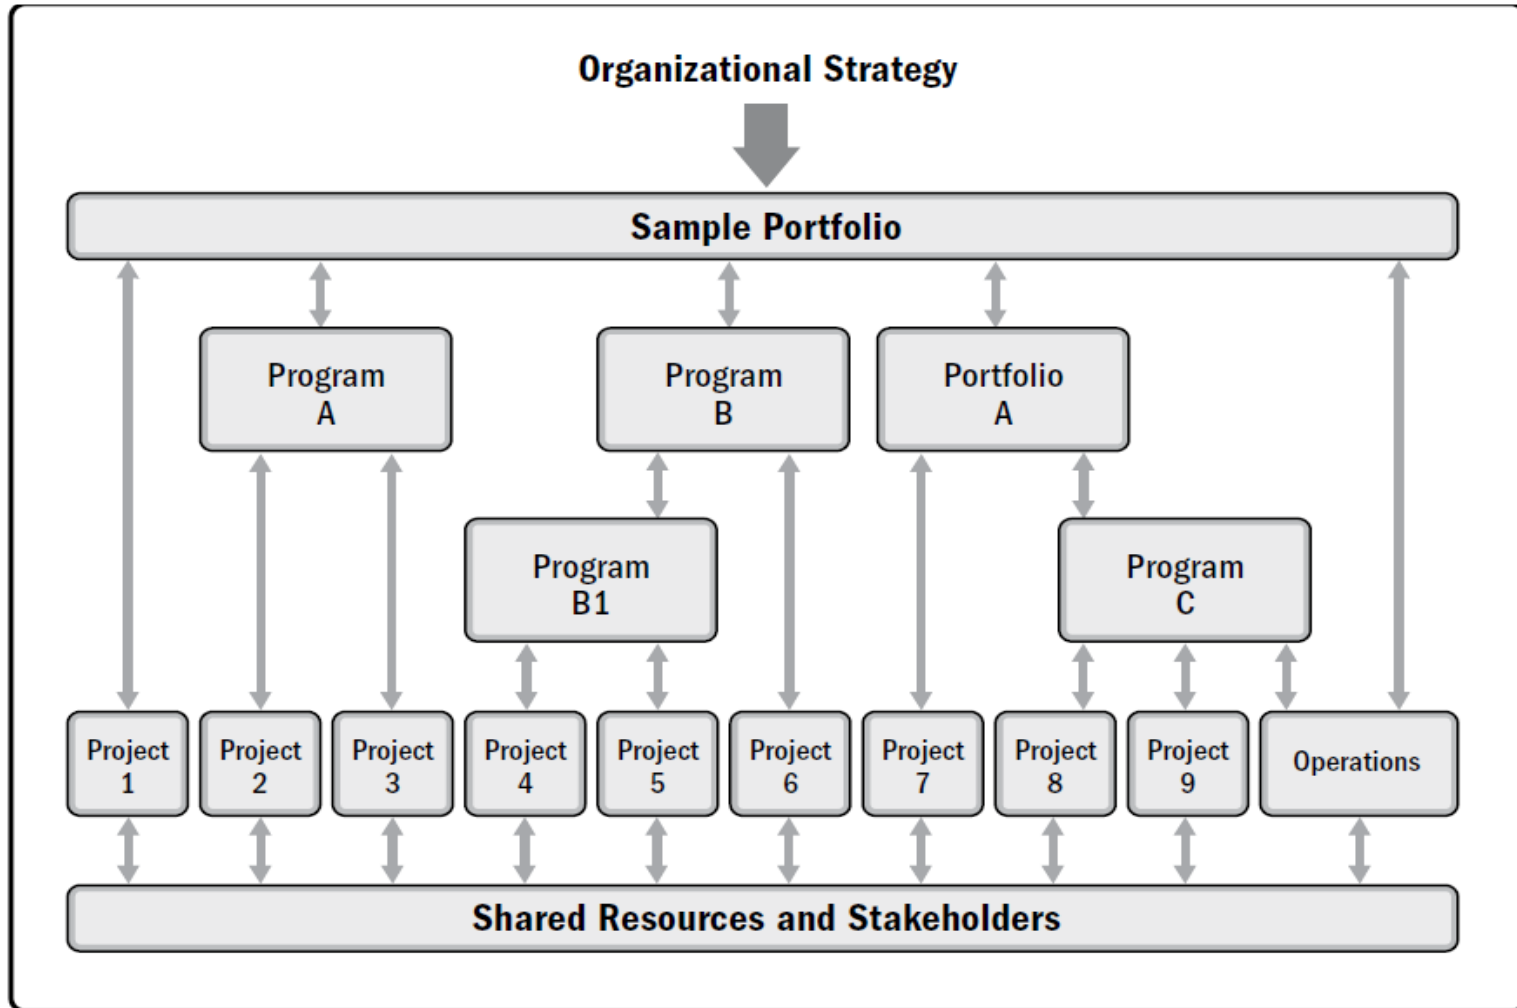 Organizational Strategy
Sample Portfolio
Program
A
Program
B
Portfolio
A
Program
B1
Program
C
Project
1
Project
2
Project
3
Project
4
Project
5
Project
6
Project
7
Project
8
Project
9
Operations
Shared Resources and Stakeholders